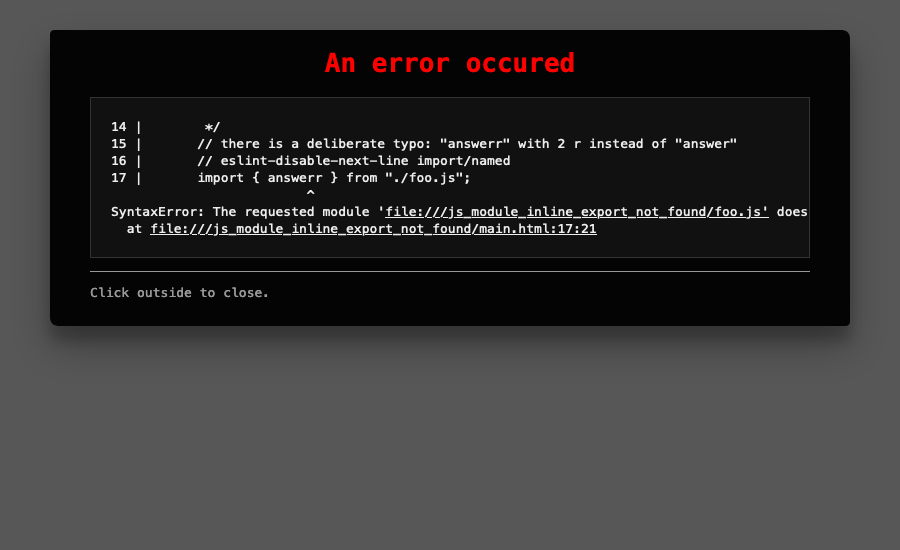 An error occured
14 |        */
15 |       // there is a deliberate typo: "answerr" with 2 r instead of "answer"
16 |       // eslint-disable-next-line import/named
17 |       import { answerr } from "./foo.js";
                         ^
SyntaxError: The requested module 'file:///js_module_inline_export_not_found/foo.js' does
  at file:///js_module_inline_export_not_found/main.html:17:21
Click outside to close.